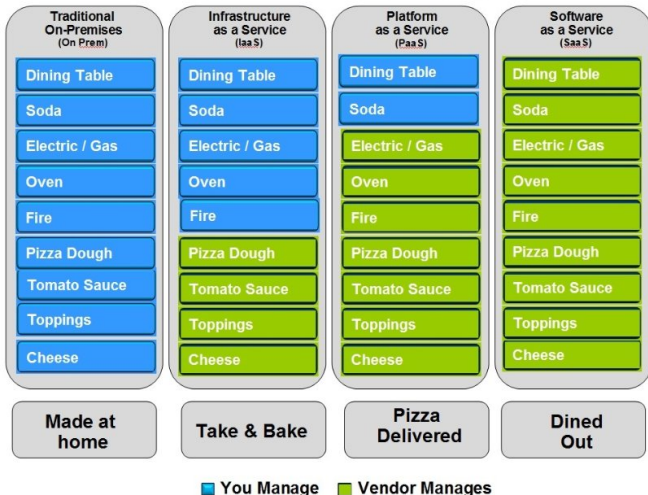 Traditional
On-Premises
(On Prem)
Dining Table
Soda
Electric / Gas
Oven
Fire
Pizza Dough
Tomato Sauce
Toppings
Cheese
Made at
home
Infrastructure
as a Service
(IaaS)
Dining Table
Soda
Electric / Gas
Oven
Fire
Pizza Dough
Tomato Sauce
Toppings
Cheese
Take & Bake
Platform
as a Service
(PaaS)
Dining Table
Soda
Electric / Gas
Oven
Fire
Pizza Dough
Tomato Sauce
Toppings
Cheese
Pizza
Delivered
Software
as a Service
(SaaS)
Dining Table
Soda
Electric / Gas
Oven
Fire
Pizza Dough
Tomato Sauce
Toppings
Cheese
Dined
Out
You Manage
Vendor Manages